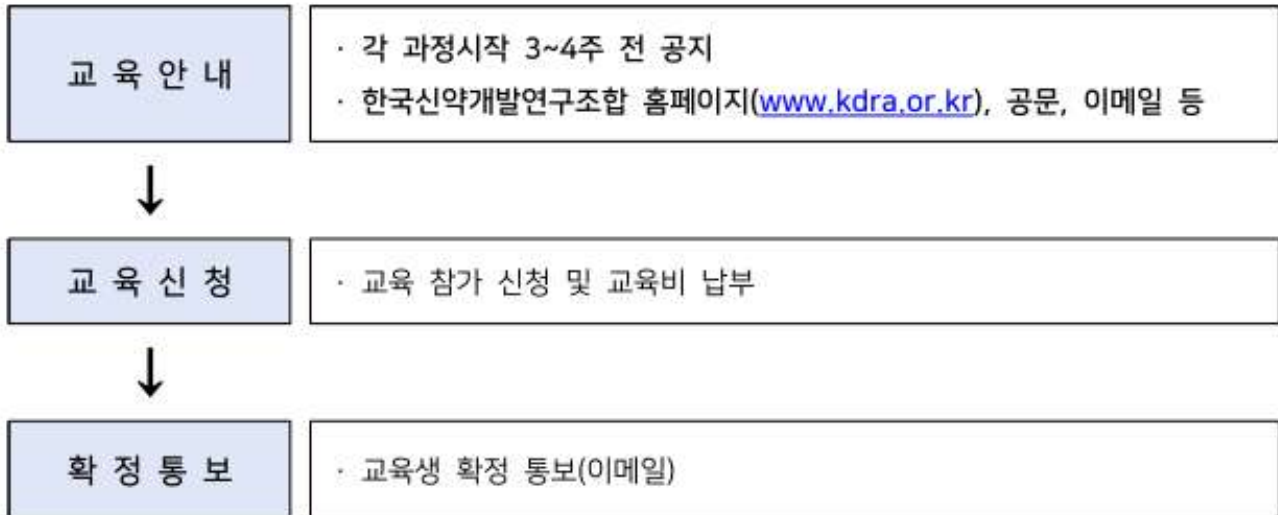 교 육 안 내
· 각 과정시작 3~4주 전 공지
· 한국신약개발연구조합 홈페이지(www.kdra.or.kr), 공문, 이메일 등
↓
교 육 신 청
· 교육 참가 신청 및 교육비 납부
↓
확 정 통 보
· 교육생 확정 통보(이메일)